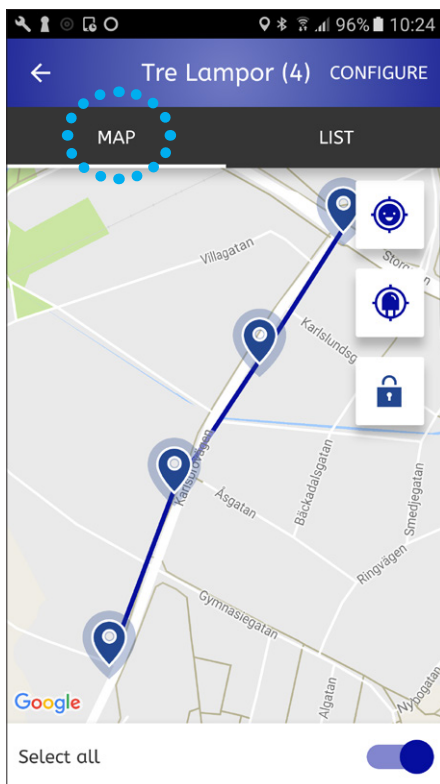 96% 10:24
Tre Lampor (4) CONFIGURE
MAP LIST
Villagatan
Karlslundsg
Karlsrovägen
Åsgatan
Bäckadalsgatan
Smedjegatan
Ringvägen
Gymnasiegatan
Algatan
Nybogatan
Google
Select all